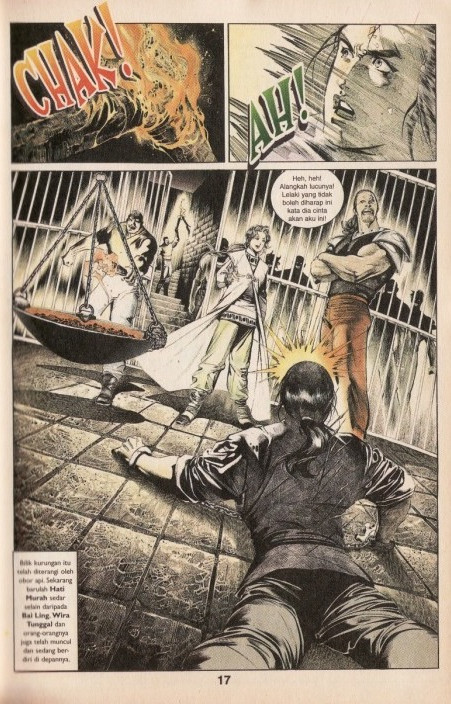 CHAK!
AH!
Heh, heh!
Alangkah lucunya!
Lelaki yang tidak
boleh diharap ini
kata dia cinta
akan aku ini!
Bilik kurungan itu
telah diterangi oleh
obor api. Sekarang
barulah Hati
Murah sedar
selain daripada
Bai Ling, Wira
Tunggal dan
orang-orangnya
juga telah muncul
dan sedang ber-
diri di depannya.
17